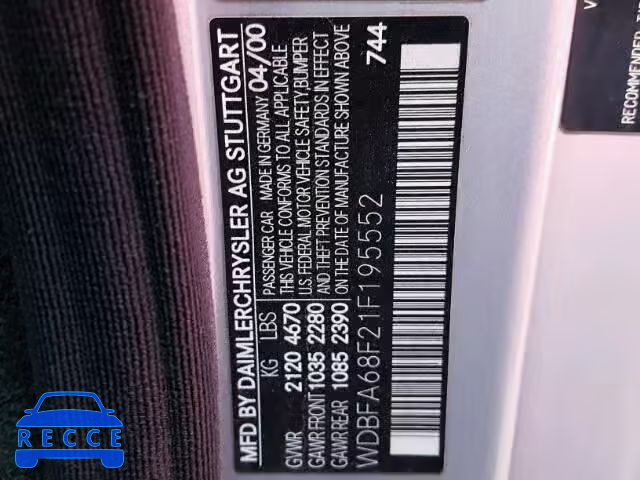 MFD BY DAIMLERCHRYSLER AG STUTTGART
PASSENGER CAR MADE IN GERMANY 04/00
KG LBS
GVWR 2120 4670
GAWR FRONT 1035 2280
GAWR REAR 1085 2390
THIS VEHICLE CONFORMS TO ALL APPLICABLE
U.S. FEDERAL MOTOR VEHICLE SAFETY, BUMPER
AND THEFT PREVENTION STANDARDS IN EFFECT
ON THE DATE OF MANUFACTURE SHOWN ABOVE
WDBFA68F21F195552 744
RECOMMENDED
RECCE